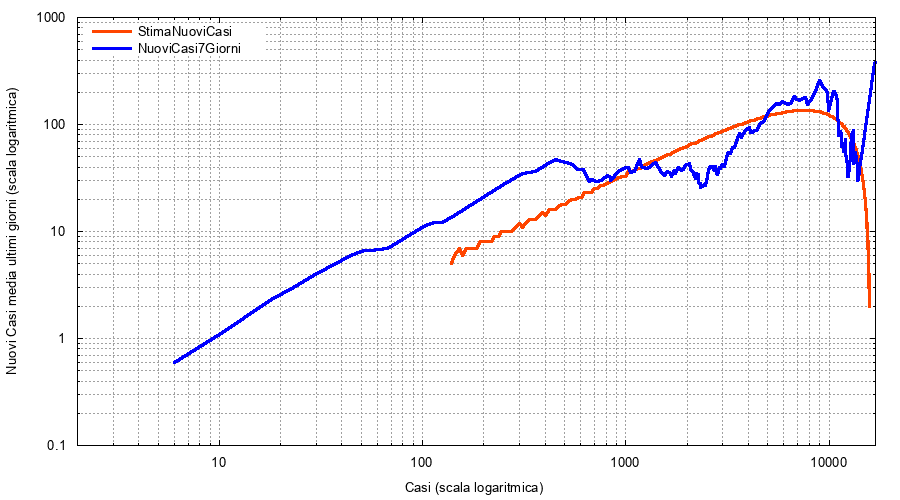 1000
100
10
1
0.1
StimaNuoviCasi
NuoviCasi7Giorni
Nuovi Casi media ultimi giorni (scala logaritmica)
10 100 1000 10000
Casi (scala logaritmica)